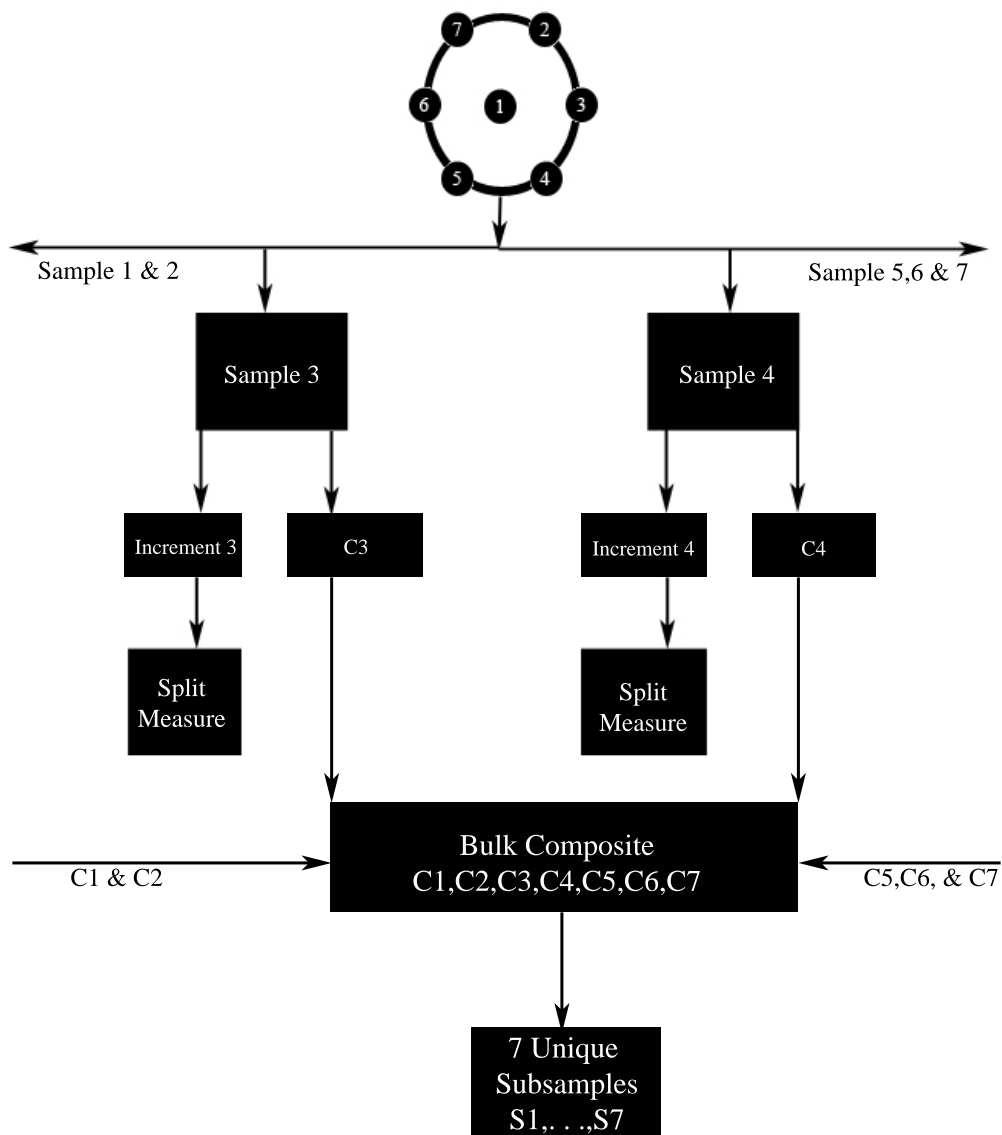 7
2
6
1
3
5
4
Sample 1 & 2
Sample 5,6 & 7
Sample 3
Sample 4
Increment 3
C3
Increment 4
C4
Split
Measure
Split
Measure
Bulk Composite
C1,C2,C3,C4,C5,C6,C7
C1 & C2
C5,C6, & C7
7 Unique
Subsamples
S1,. . .,S7